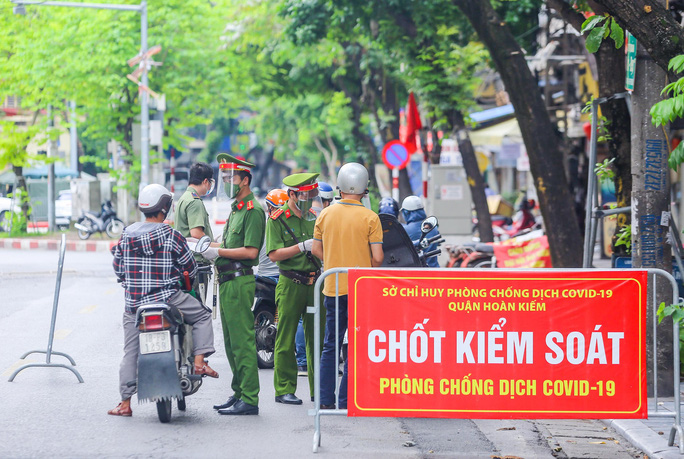 SỞ CHỈ HUY PHÒNG CHỐNG DỊCH COVID-19
QUẬN HOÀN KIẾM
CHỐT KIỂM SOÁT
PHÒNG CHỐNG DỊCH COVID-19